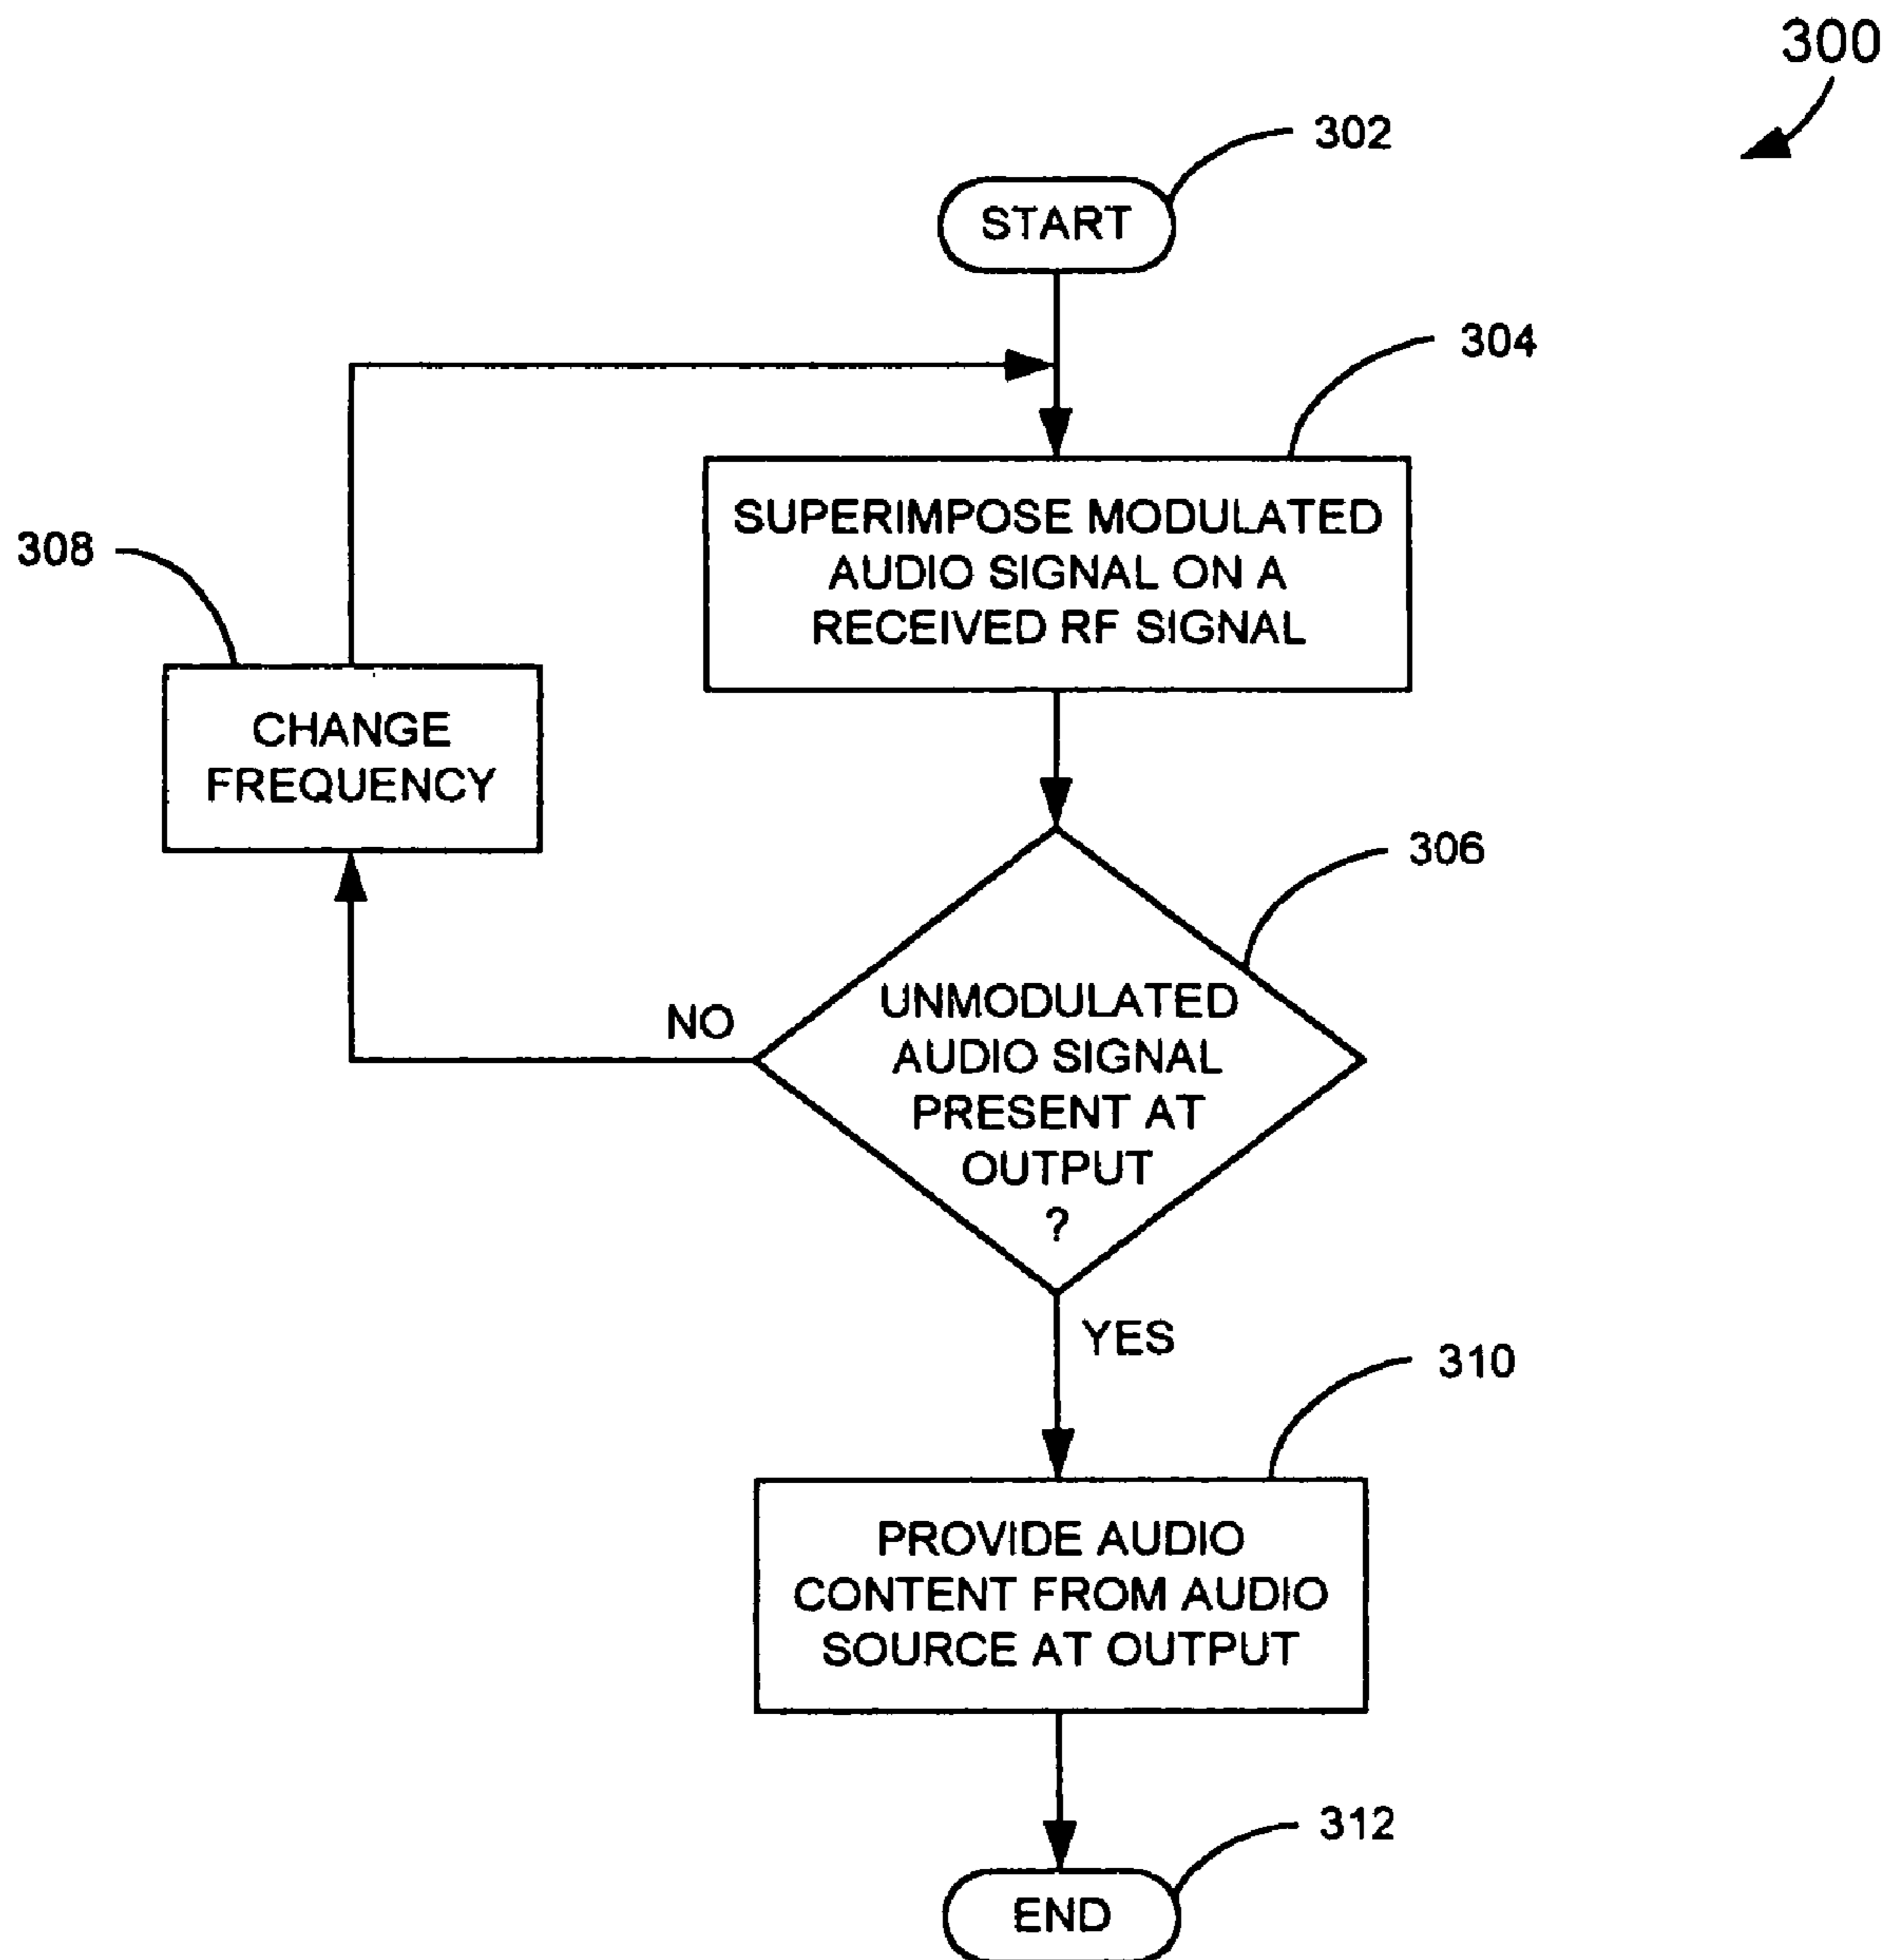 300
302
START
304
SUPERIMPOSE MODULATED
AUDIO SIGNAL ON A
RECEIVED RF SIGNAL
308
CHANGE
FREQUENCY
306
UNMODULATED
AUDIO SIGNAL
PRESENT AT
OUTPUT
?
NO
YES
310
PROVIDE AUDIO
CONTENT FROM AUDIO
SOURCE AT OUTPUT
312
END